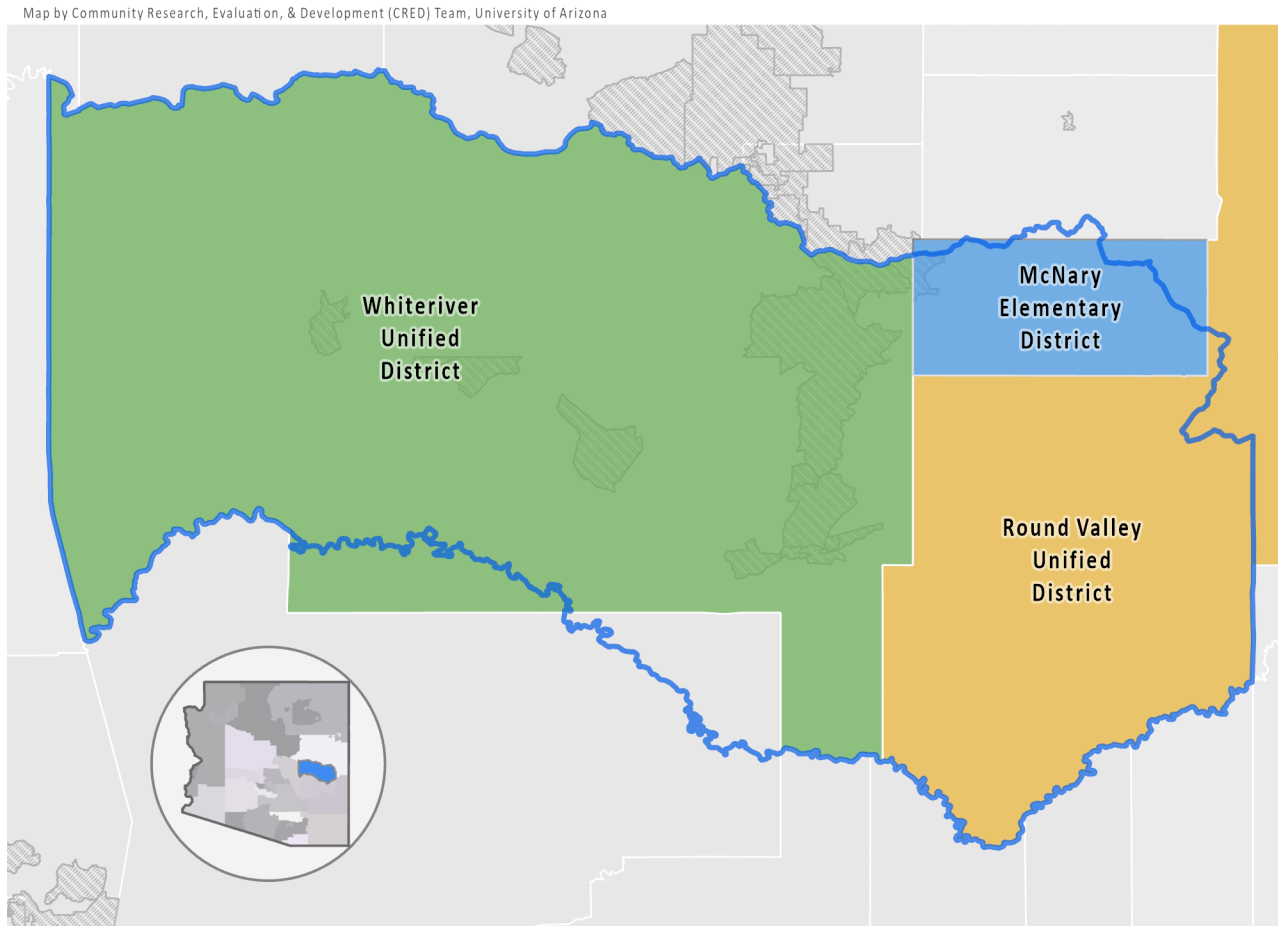 Map by Community Research, Evaluation, & Development (CRED) Team, University of Arizona
McNary
Elementary
District
Whiteriver
Unified
District
Round Valley
Unified
District